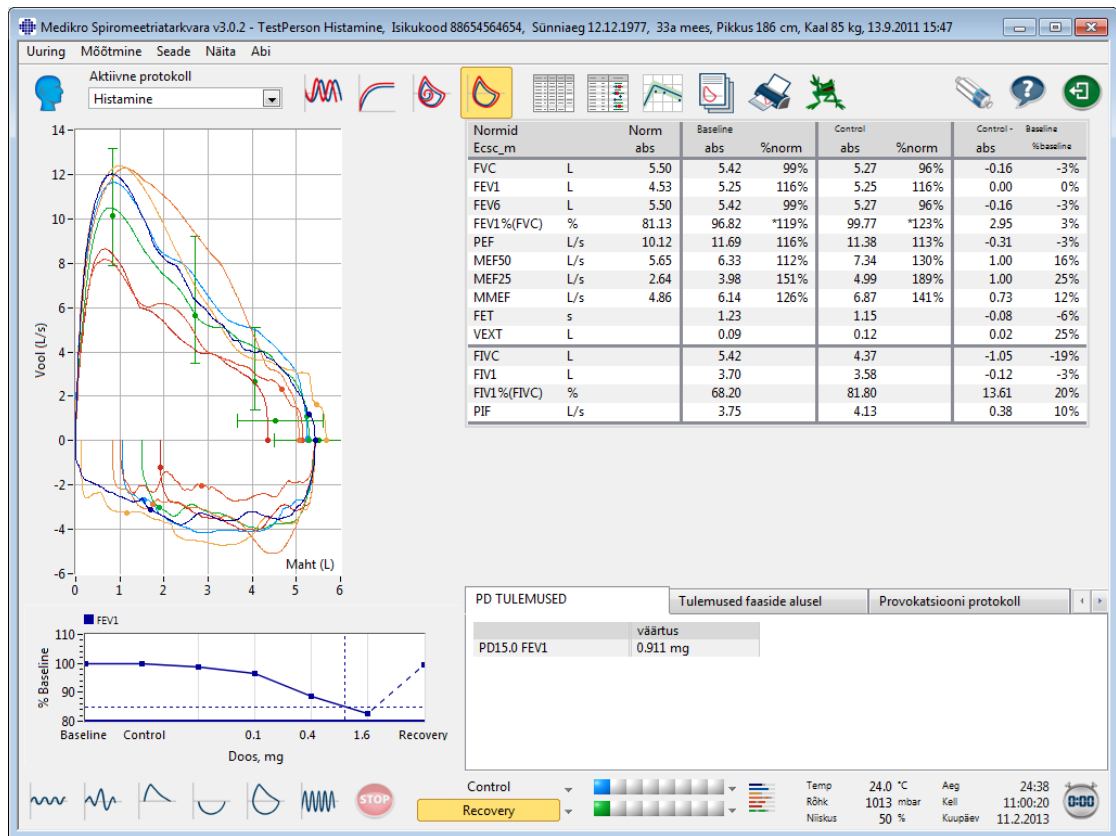 Medikro Spiromeetriatarkvara v3.0.2 - TestPerson Histamine, Isikukood 88654564654, Sünniaeg 12.12.1977, 33a mees, Pikkus 186 cm, Kaal 85 kg, 13.9.2011 15:47
Uuring Mõõtmine Seade Näita Abi
Aktiivne protokoll
Histamine
Normid Norm Baseline Control Control - Baseline
Ecsc_m abs abs %norm abs %norm abs %baseline
FVC L 5.50 5.42 99% 5.27 96% -0.16 -3%
FEV1 L 4.53 5.25 116% 5.25 116% 0.00 0%
FEV6 L 5.50 5.42 99% 5.27 96% -0.16 -3%
FEV1%(FVC) % 81.13 96.82 *119% 99.77 *123% 2.95 3%
PEF L/s 10.12 11.69 116% 11.38 113% -0.31 -3%
MEF50 L/s 5.65 6.33 112% 7.34 130% 1.00 16%
MEF25 L/s 2.64 3.98 151% 4.99 189% 1.00 25%
MMEF L/s 4.86 6.14 126% 6.87 141% 0.73 12%
FET s 1.23 1.15 -0.08 -6%
VEXT L 0.09 0.12 0.02 25%
FIVC L 5.42 4.37 -1.05 -19%
FIV1 L 3.70 3.58 -0.12 -3%
FIV1%(FIVC) % 68.20 81.80 13.61 20%
PIF L/s 3.75 4.13 0.38 10%
14
12
10
8
6
4
2
0
-2
-4
-6
Vool (L/s)
Maht (L)
0 1 2 3 4 5 6
PD TULEMUSED Tulemused faaside alusel Provokatsiooni protokoll
väärtus
PD15.0 FEV1 0.911 mg
FEV1
110
100
90
80
% Baseline
Baseline Control 0.1 0.4 1.6 Recovery
Doos, mg
STOP
Control
Recovery
Temp 24.0 °C Aeg 24:38
Rõhk 1013 mbar Kell 11:00:20
Niiskus 50 % Kuupäev 11.2.2013
0:00